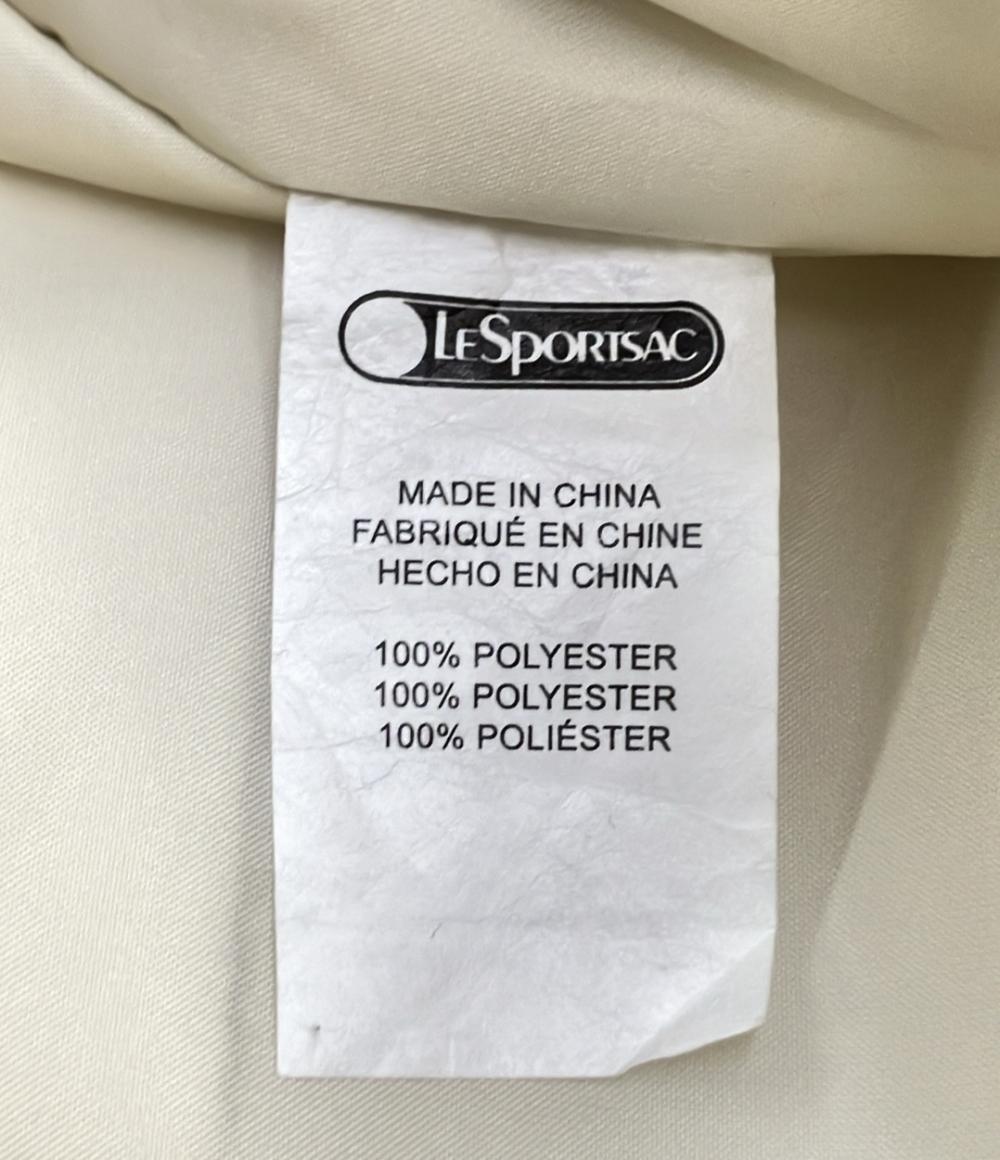 LESPORTSAC
MADE IN CHINA
FABRIQUÉ EN CHINE
HECHO EN CHINA
100% POLYESTER
100% POLYESTER
100% POLIÉSTER